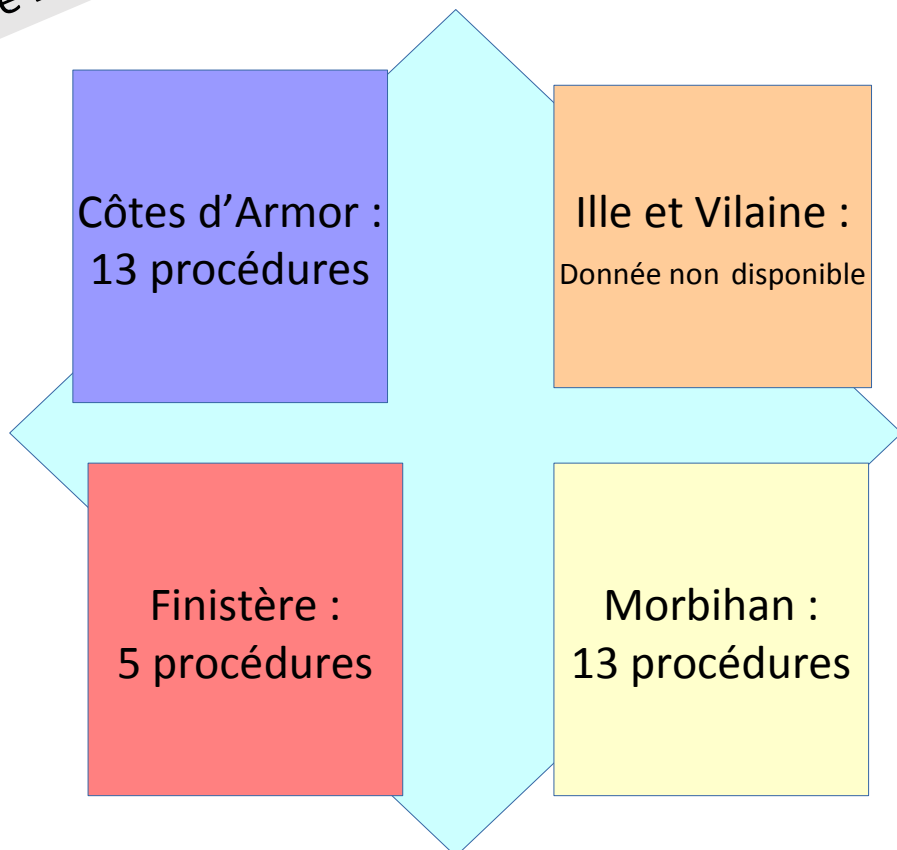 Côtes d’Armor :
13 procédures
Ille et Vilaine :
Donnée non disponible
Finistère :
5 procédures
Morbihan :
13 procédures